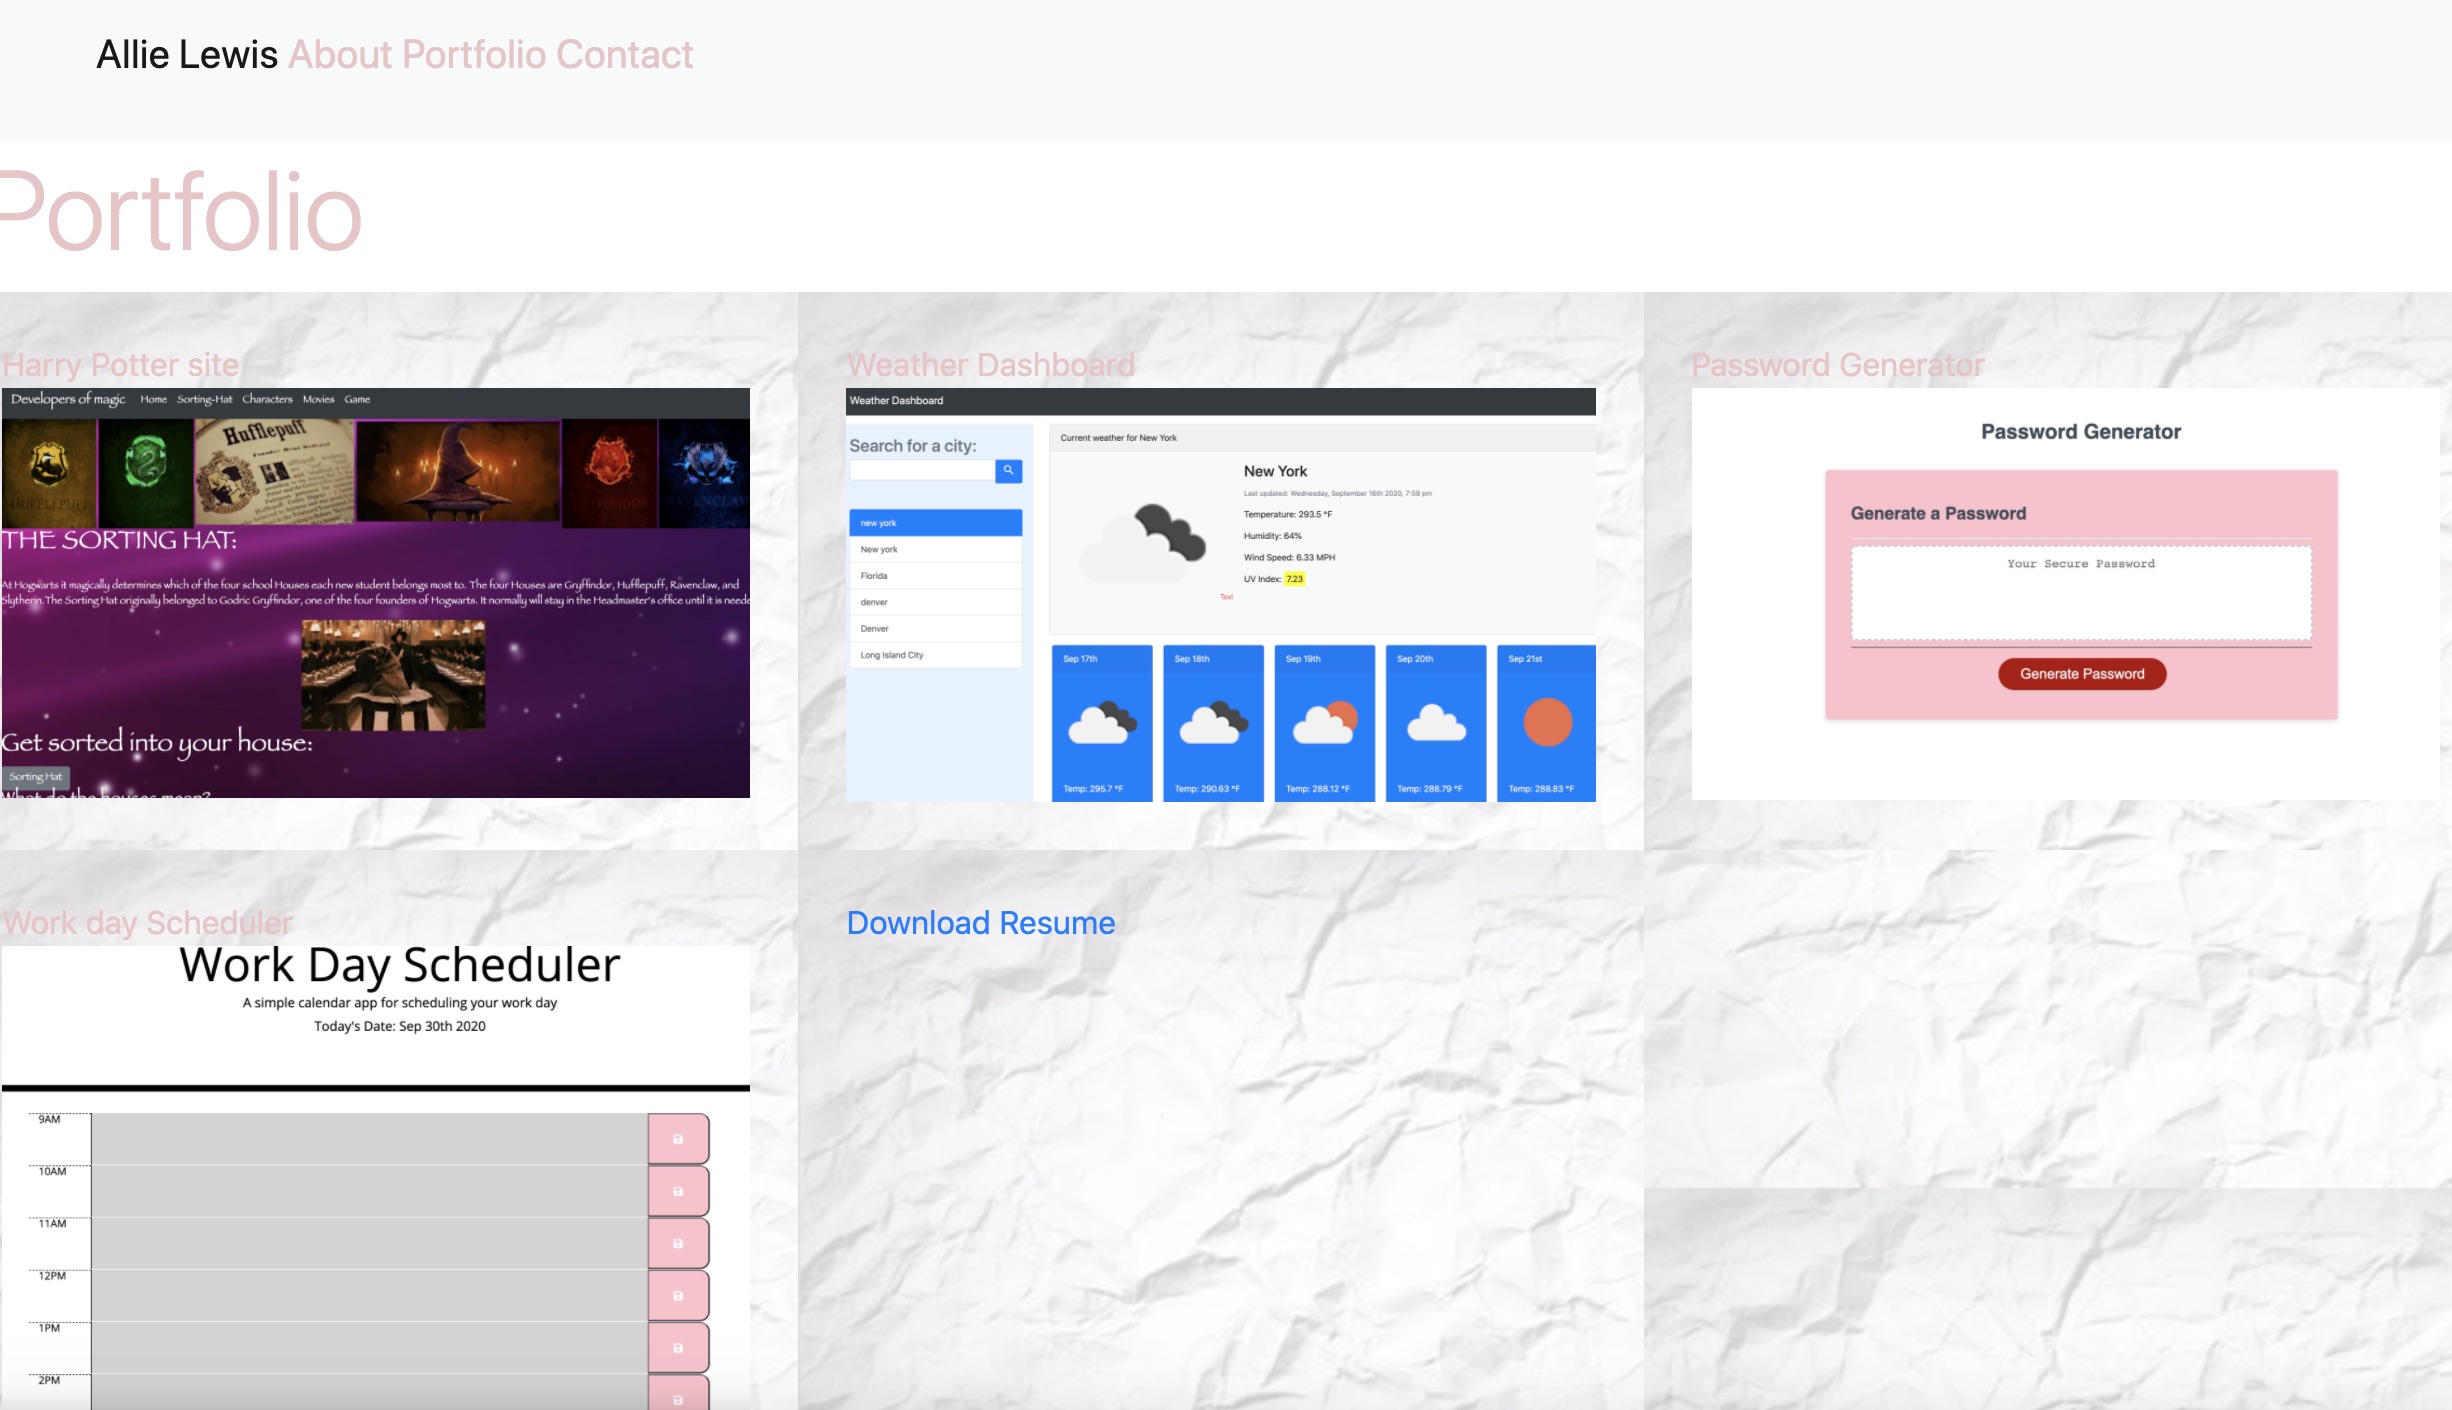 Allie Lewis About Portfolio Contact
Portfolio
Harry Potter site
Developers of magic Home Sorting-Hat Characters Movies Game
HUFFLEPUFF
Hufflepuff
GRYFFINDOR
RAVENCLAW
THE SORTING HAT:
At Hogwarts it magically determines which of the four school Houses each new student belongs most to. The four Houses are Gryffindor, Hufflepuff, Ravenclaw, and
Slytherin.The Sorting Hat originally belonged to Godric Gryffindor, one of the four founders of Hogwarts. It normally will stay in the Headmaster's office until it is neede
Get sorted into your house:
Sorting Hat
What do the houses mean?
Weather Dashboard
Weather Dashboard
Search for a city:
new york
New york
Florida
denver
Denver
Long Island City
Current weather for New York
New York
Last updated: Wednesday, September 16th 2020, 7:59 pm
Temperature: 293.5 °F
Humidity: 64%
Wind Speed: 6.33 MPH
UV Index: 7.23
Text
Sep 17th Sep 18th Sep 19th Sep 20th Sep 21st
Temp: 295.7 °F Temp: 290.63 °F Temp: 288.12 °F Temp: 288.79 °F Temp: 288.83 °F
Password Generator
Password Generator
Generate a Password
Your Secure Password
Generate Password
Work day Scheduler
Work Day Scheduler
A simple calendar app for scheduling your work day
Today's Date: Sep 30th 2020
9AM
10AM
11AM
12PM
1PM
2PM
Download Resume